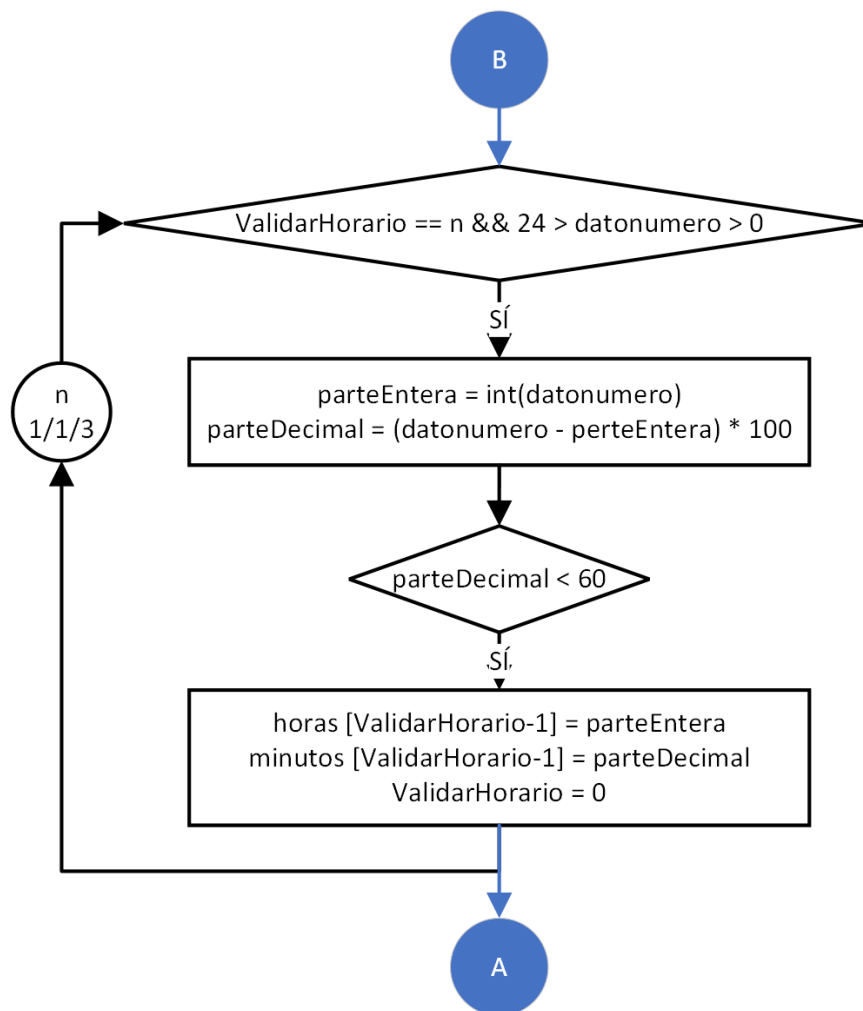 B
ValidarHorario == n && 24 > datonumero > 0
SÍ
parteEntera = int(datonumero)
parteDecimal = (datonumero - perteEntera) * 100
n
1/1/3
parteDecimal < 60
SÍ
horas [ValidarHorario-1] = parteEntera
minutos [ValidarHorario-1] = parteDecimal
ValidarHorario = 0
A